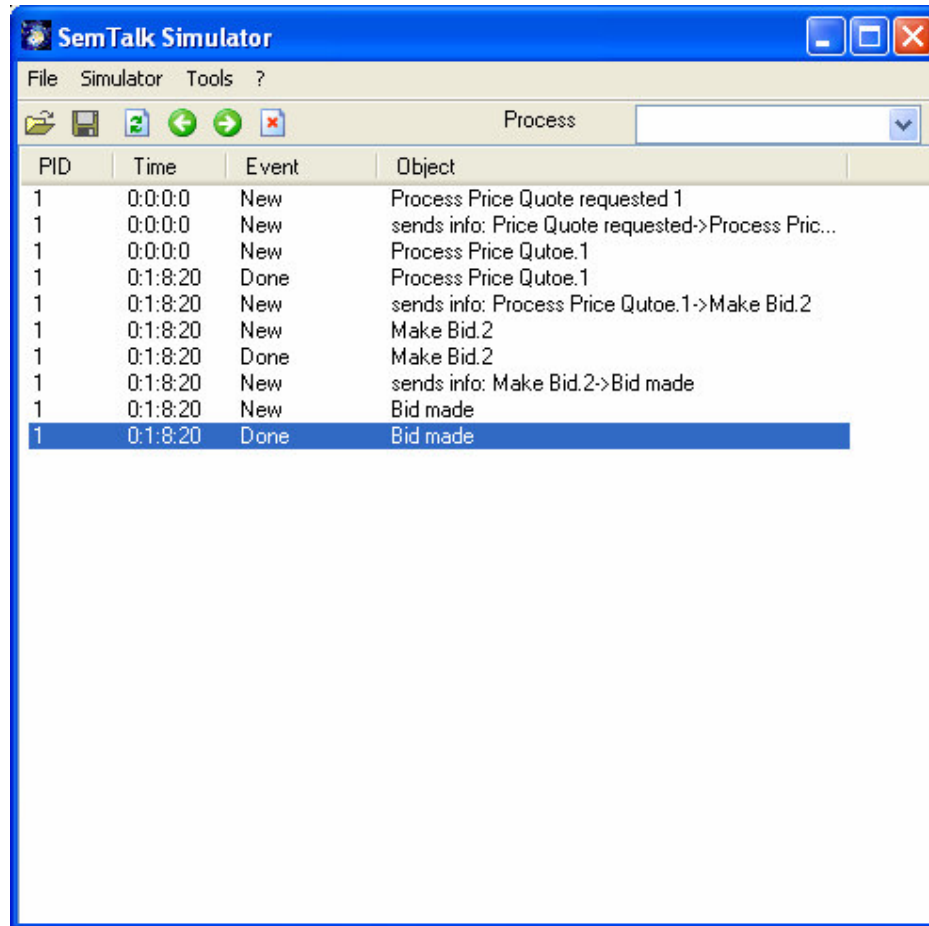 SemTalk Simulator
File Simulator Tools ?
Process
PID Time Event Object
1 0:0:0:0 New Process Price Quote requested 1
1 0:0:0:0 New sends info: Price Quote requested->Process Pric...
1 0:0:0:0 New Process Price Qutoe.1
1 0:1:8:20 Done Process Price Qutoe.1
1 0:1:8:20 New sends info: Process Price Qutoe.1->Make Bid.2
1 0:1:8:20 New Make Bid.2
1 0:1:8:20 Done Make Bid.2
1 0:1:8:20 New sends info: Make Bid.2->Bid made
1 0:1:8:20 New Bid made
1 0:1:8:20 Done Bid made